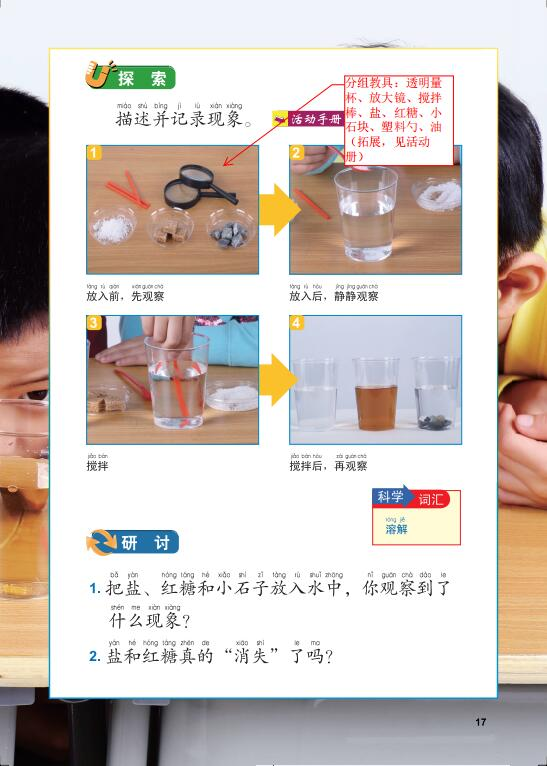 探 索
miáo shù bìng jì lù xiàn xiàng
描述并记录现象。
活动手册
分组教具：透明量
杯、放大镜、搅拌
棒、盐、红糖、小
石块、塑料勺、油
（拓展，见活动
册）
1
2
fàng rù qián xiān guān chá
放入前，先观察
fàng rù hòu jìng jìng guān chá
放入后，静静观察
3
4
jiǎo bàn
搅拌
jiǎo bàn hòu zài guān chá
搅拌后，再观察
科学 词汇
róng jiě
溶解
研 讨
bǎ yán hóng táng hé xiǎo shí zǐ fàng rù shuǐ zhōng nǐ guān chá dào le
1. 把盐、红糖和小石子放入水中，你观察到了
shén me xiàn xiàng
什么现象？
yán hé hóng táng zhēn de xiāo shī le ma
2. 盐和红糖真的“消失”了吗？
17